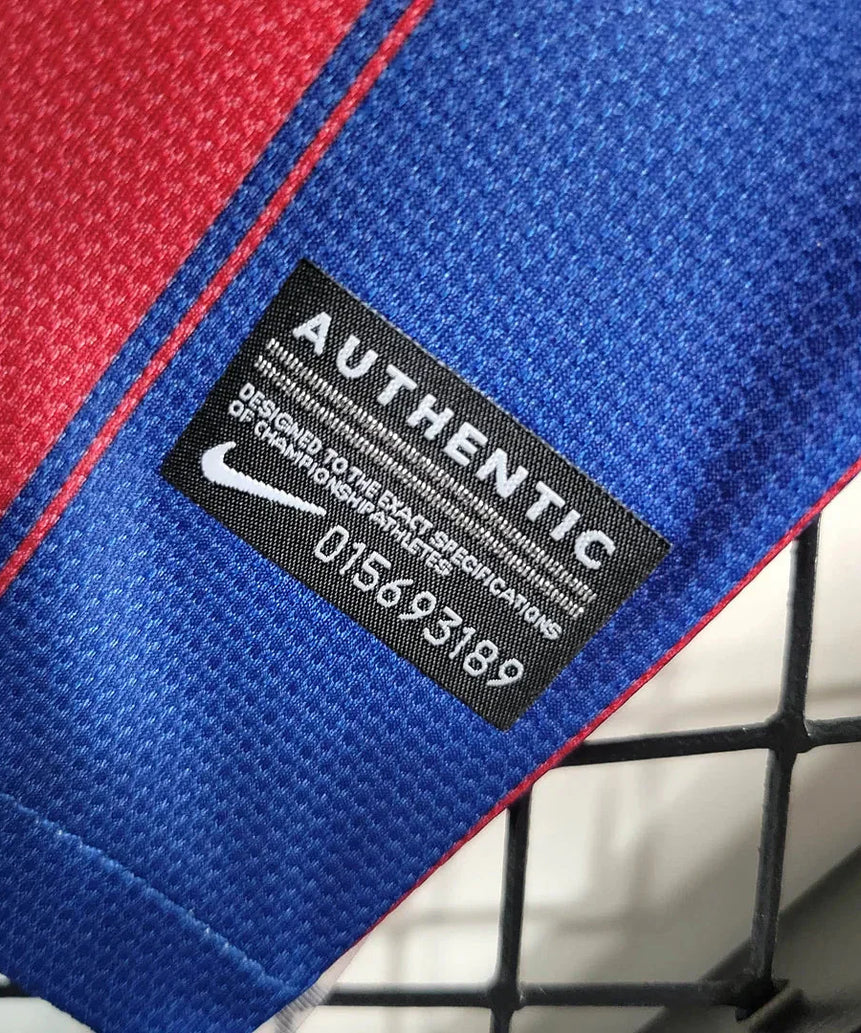 AUTHENTIC
DESIGNED TO THE EXACT SPECIFICATIONS
OF CHAMPIONSHIP ATHLETES
015693189